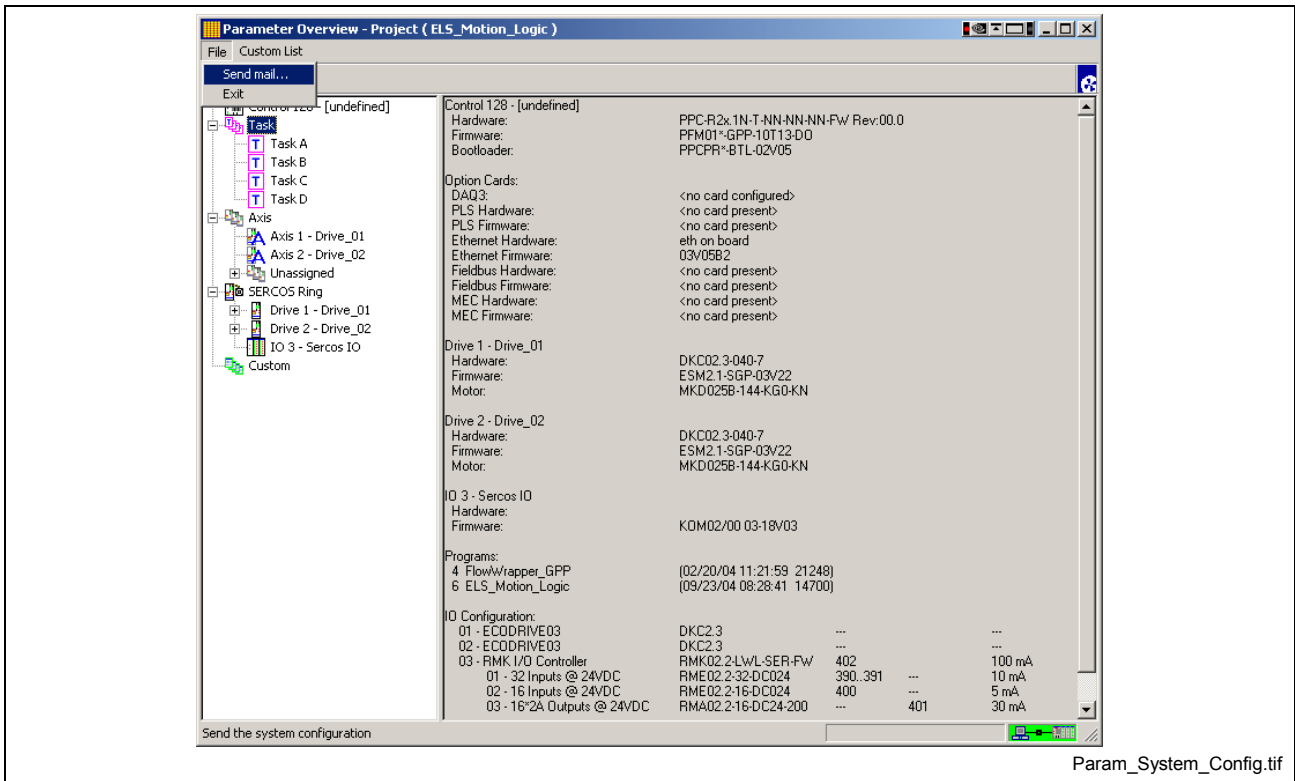 Parameter Overview - Project ( ELS_Motion_Logic )
File Custom List
Send mail...
Exit
[undefined]
Task
T Task A
T Task B
T Task C
T Task D
Axis
Axis 1 - Drive_01
Axis 2 - Drive_02
Unassigned
SERCOS Ring
Drive 1 - Drive_01
Drive 2 - Drive_02
IO 3 - Sercos IO
Custom
Control 128 - [undefined]
Hardware: PPC-R2x.1N-T-NN-NN-NN-FW Rev:00.0
Firmware: PFM01*-GPP-10T13-DO
Bootloader: PPCPR*-BTL-02V05
Option Cards:
DAQ3: <no card configured>
PLS Hardware: <no card present>
PLS Firmware: <no card present>
Ethernet Hardware: eth on board
Ethernet Firmware: 03V05B2
Fieldbus Hardware: <no card present>
Fieldbus Firmware: <no card present>
MEC Hardware: <no card present>
MEC Firmware: <no card present>
Drive 1 - Drive_01
Hardware: DKC02.3-040-7
Firmware: ESM2.1-SGP-03V22
Motor: MKD025B-144-KG0-KN
Drive 2 - Drive_02
Hardware: DKC02.3-040-7
Firmware: ESM2.1-SGP-03V22
Motor: MKD025B-144-KG0-KN
IO 3 - Sercos IO
Hardware:
Firmware: KOM02/00 03-18V03
Programs:
4 FlowWrapper_GPP (02/20/04 11:21:59 21248)
6 ELS_Motion_Logic (09/23/04 08:28:41 14700)
IO Configuration:
01 - ECODRIVE03 DKC2.3 --- ---
02 - ECODRIVE03 DKC2.3 --- ---
03 - RMK I/O Controller RMK02.2-LWL-SER-FW 402 100 mA
01 - 32 Inputs @ 24VDC RME02.2-32-DC024 390..391 --- 10 mA
02 - 16 Inputs @ 24VDC RME02.2-16-DC024 400 --- 5 mA
03 - 16*2A Outputs @ 24VDC RMA02.2-16-DC24-200 --- 401 30 mA
Send the system configuration
Param_System_Config.tif